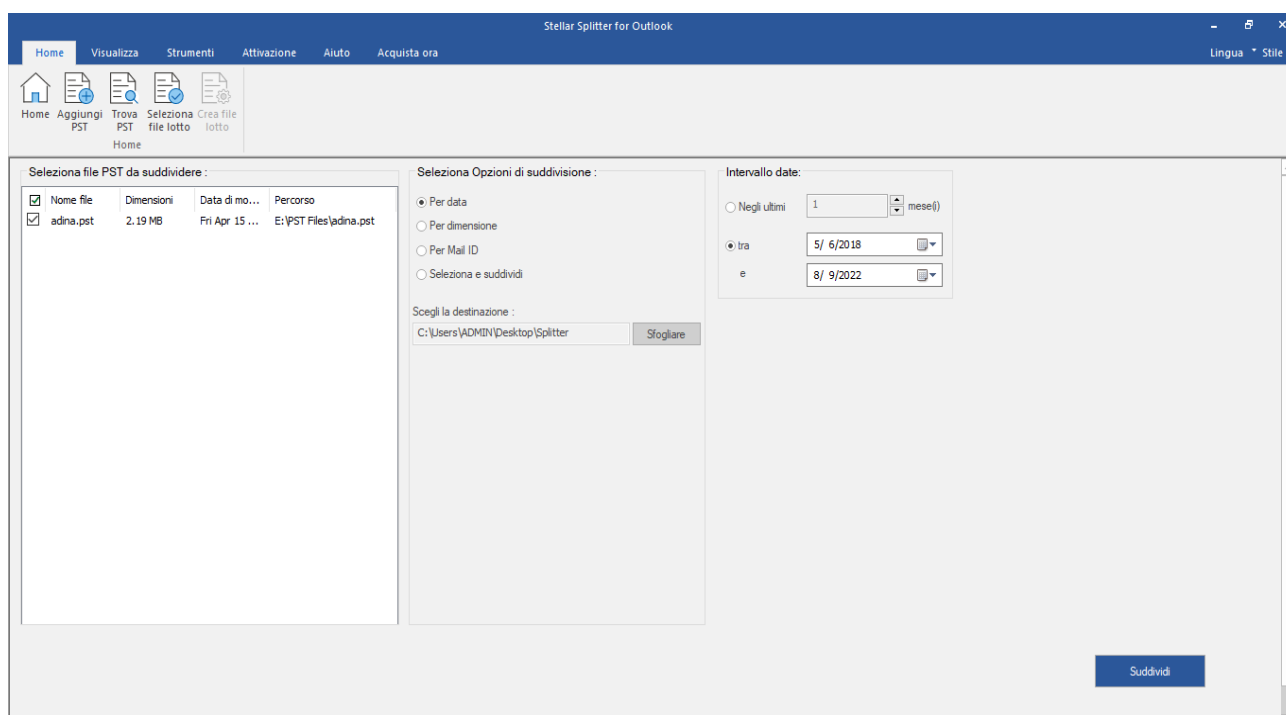 Stellar Splitter for Outlook
Home Visualizza Strumenti Attivazione Aiuto Acquista ora Lingua Stile
Home Aggiungi PST Trova PST Seleziona file lotto Crea file lotto
Home
Seleziona file PST da suddividere :
Nome file Dimensioni Data di mo... Percorso
adina.pst 2.19 MB Fri Apr 15 ... E:\PST Files\adina.pst
Seleziona Opzioni di suddivisione :
Per data
Per dimensione
Per Mail ID
Seleziona e suddividi
Scegli la destinazione :
C:\Users\ADMIN\Desktop\Splitter Sfogliare
Intervallo date:
Negli ultimi 1 mese(i)
tra 5/ 6/2018
e 8/ 9/2022
Suddividi